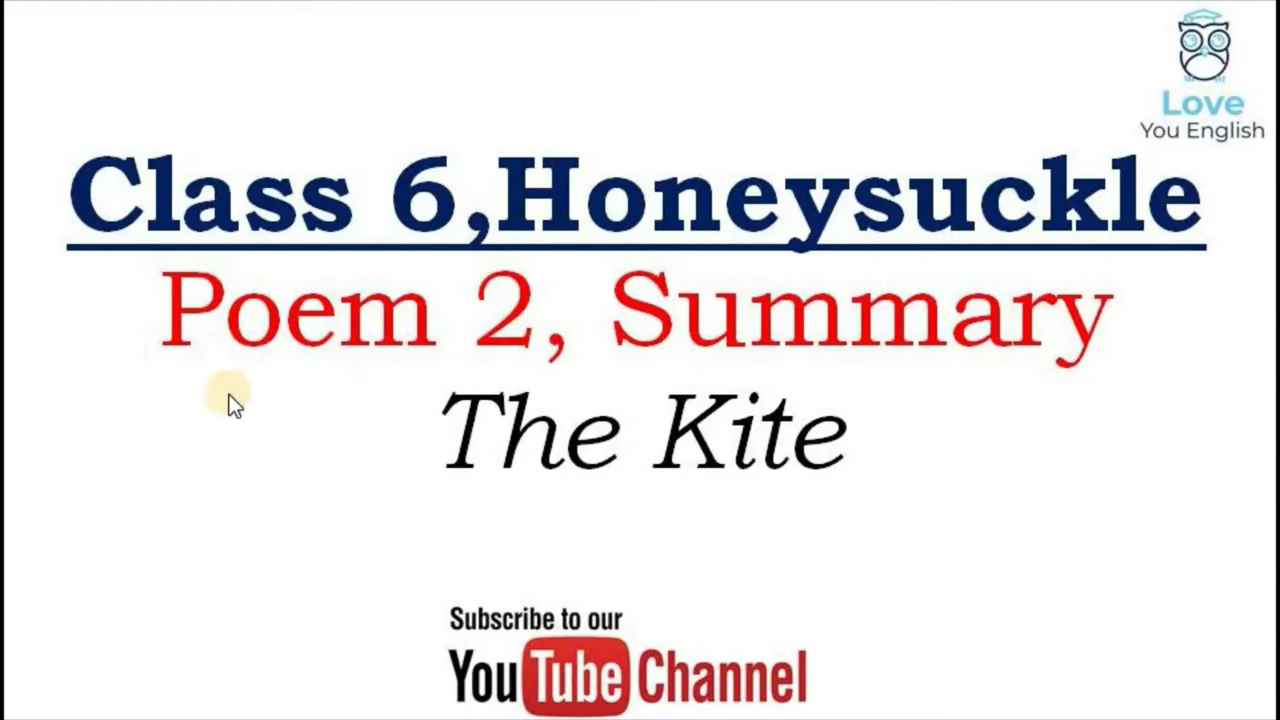 Love
You English
Class 6,Honeysuckle
Poem 2, Summary
The Kite
Subscribe to our
YouTube Channel